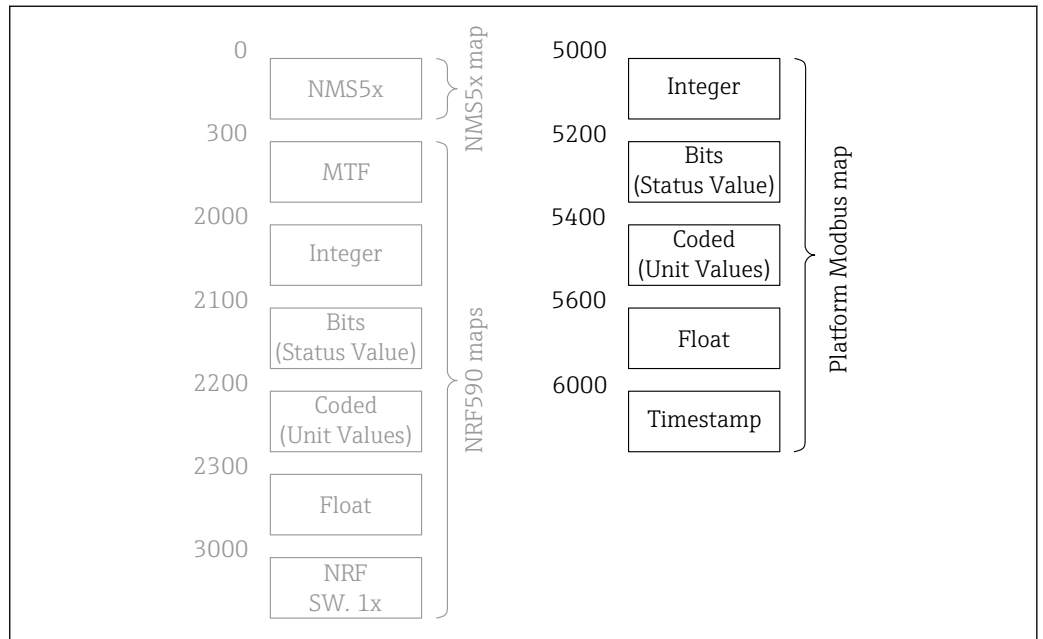 0
NMS5x
NMS5x map
300
MTF
2000
Integer
2100
Bits
(Status Value)
2200
Coded
(Unit Values)
2300
Float
3000
NRF
SW. 1x
NRF590 maps
5000
Integer
5200
Bits
(Status Value)
5400
Coded
(Unit Values)
5600
Float
6000
Timestamp
Platform Modbus map